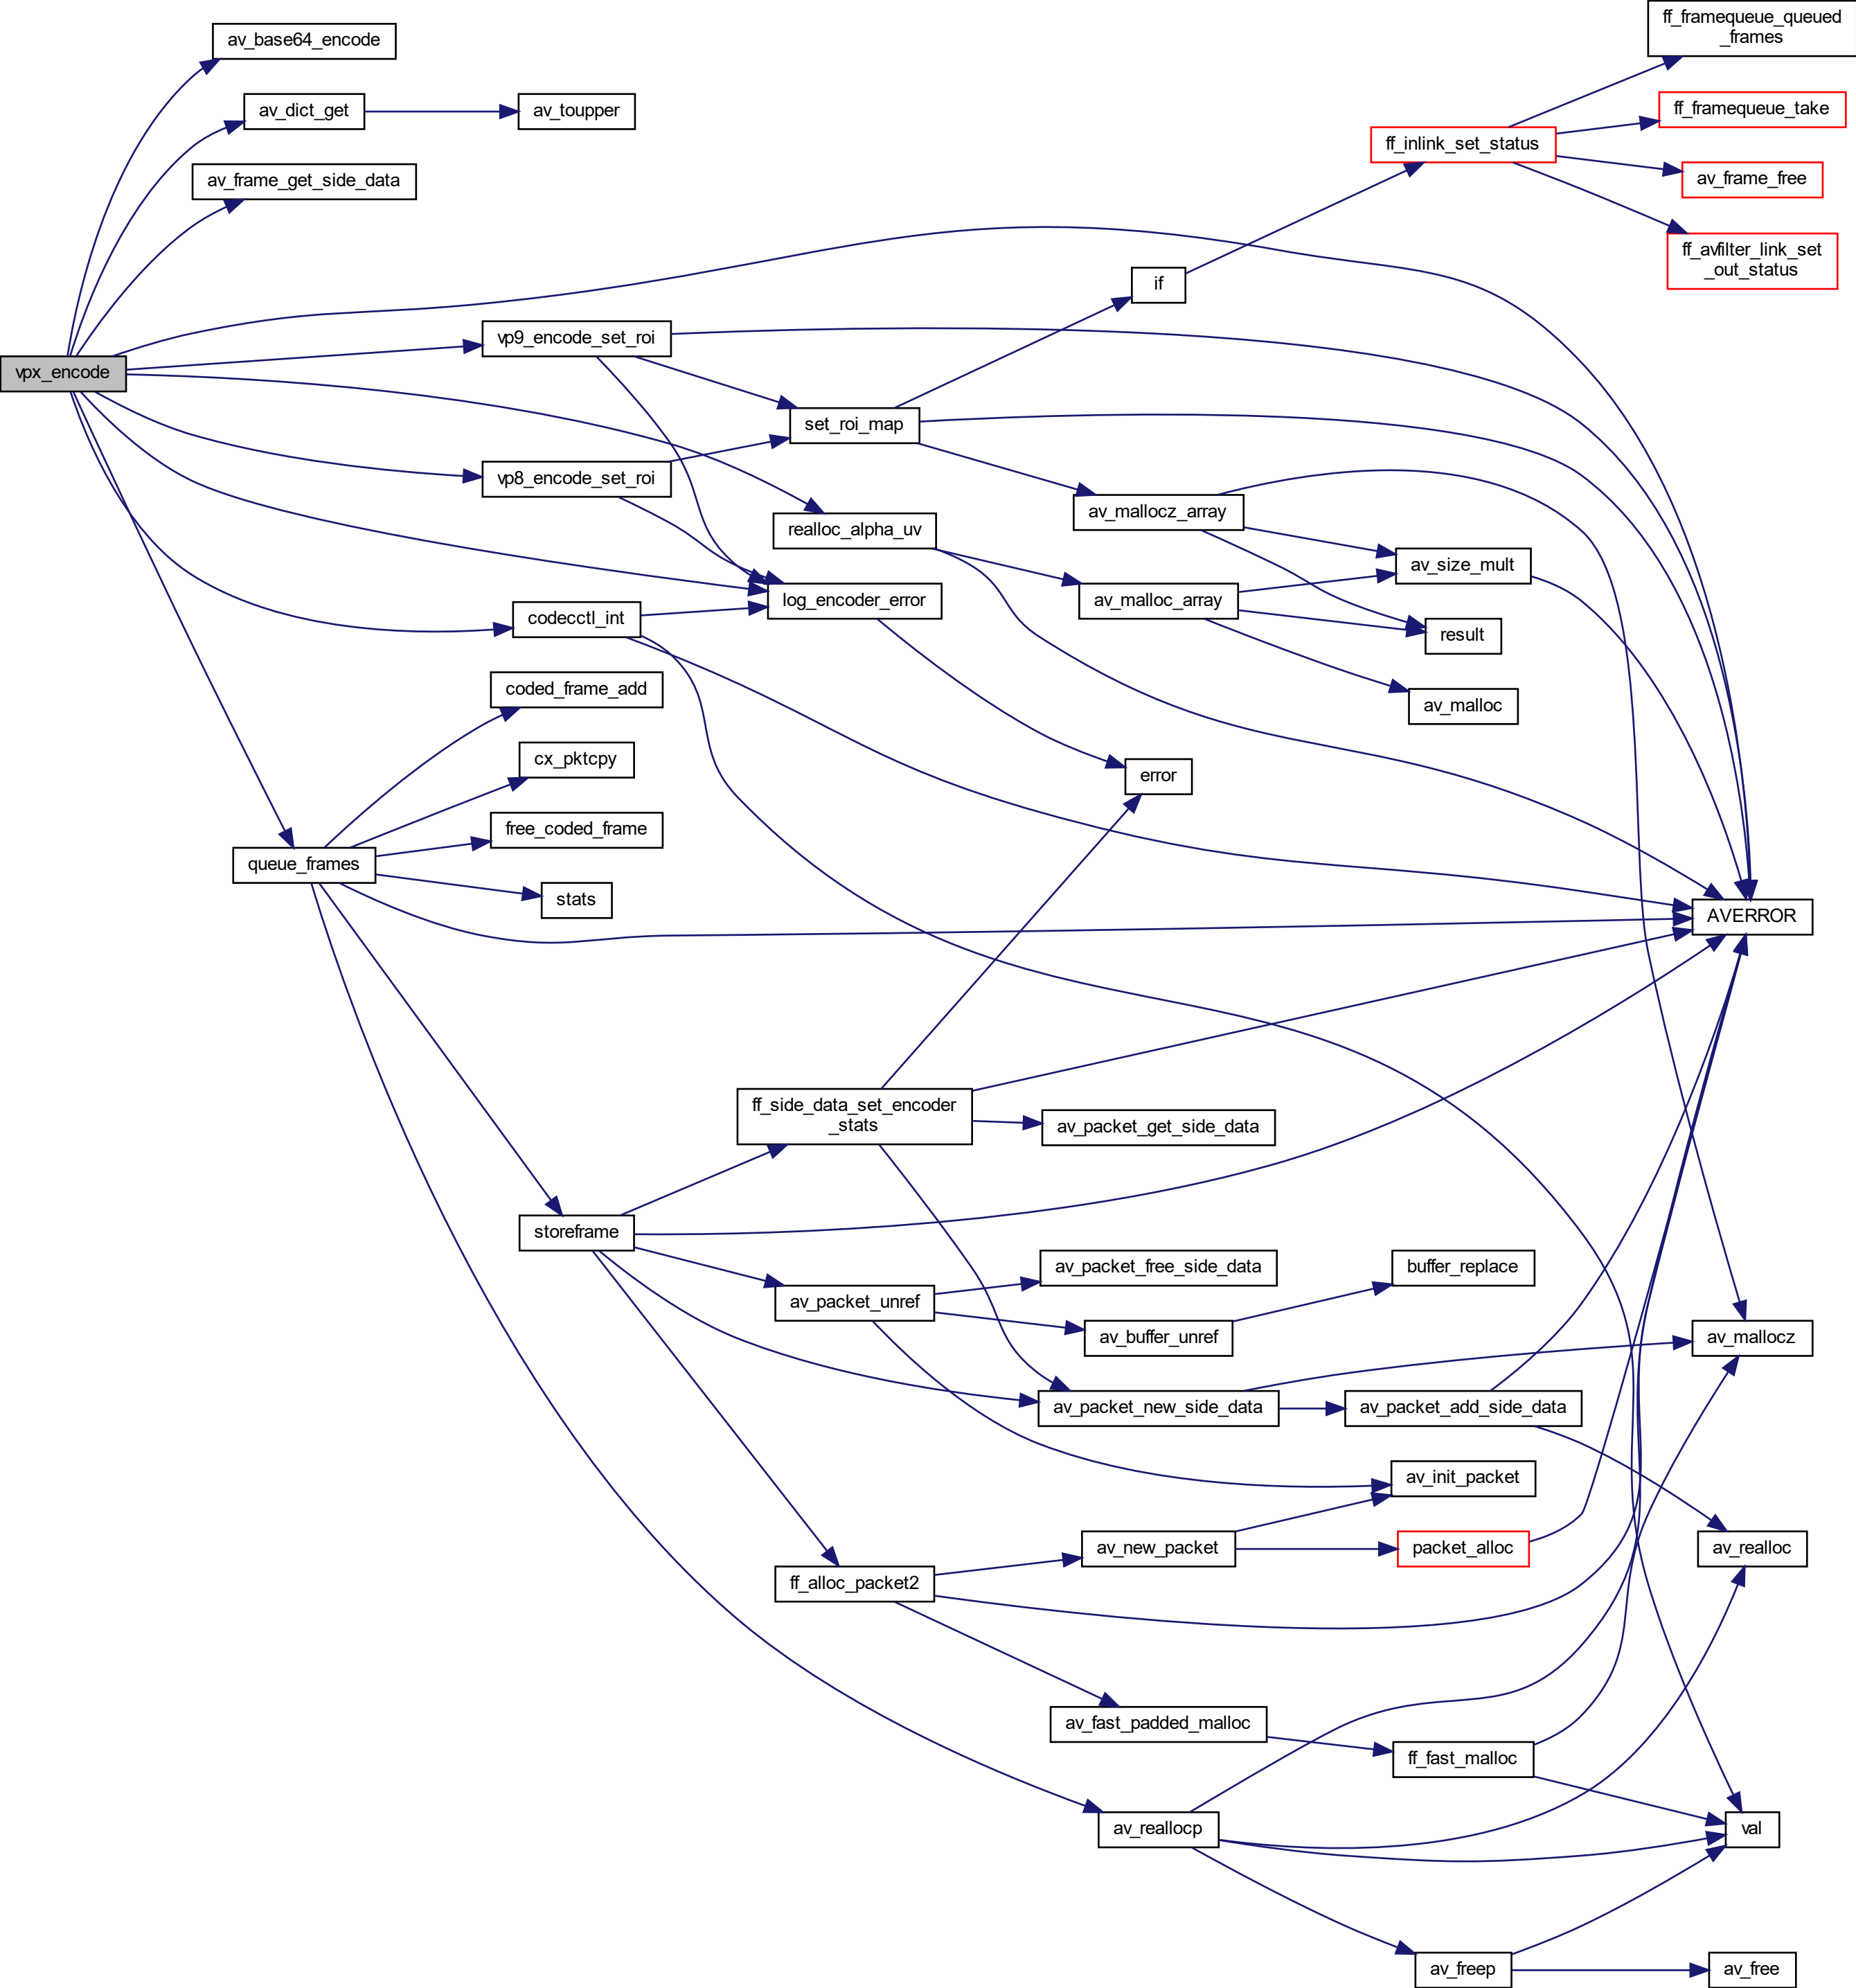 ff_framequeue_queued
_frames
av_base64_encode
av_dict_get
av_toupper
ff_framequeue_take
ff_inlink_set_status
av_frame_get_side_data
av_frame_free
ff_avfilter_link_set
_out_status
if
vp9_encode_set_roi
vpx_encode
set_roi_map
vp8_encode_set_roi
av_mallocz_array
realloc_alpha_uv
av_size_mult
av_malloc_array
log_encoder_error
codecctl_int
result
coded_frame_add
av_malloc
cx_pktcpy
error
free_coded_frame
queue_frames
stats
AVERROR
ff_side_data_set_encoder
_stats
av_packet_get_side_data
storeframe
av_packet_free_side_data
buffer_replace
av_packet_unref
av_buffer_unref
av_mallocz
av_packet_new_side_data
av_packet_add_side_data
av_init_packet
av_new_packet
packet_alloc
av_realloc
ff_alloc_packet2
av_fast_padded_malloc
ff_fast_malloc
av_reallocp
val
av_freep
av_free